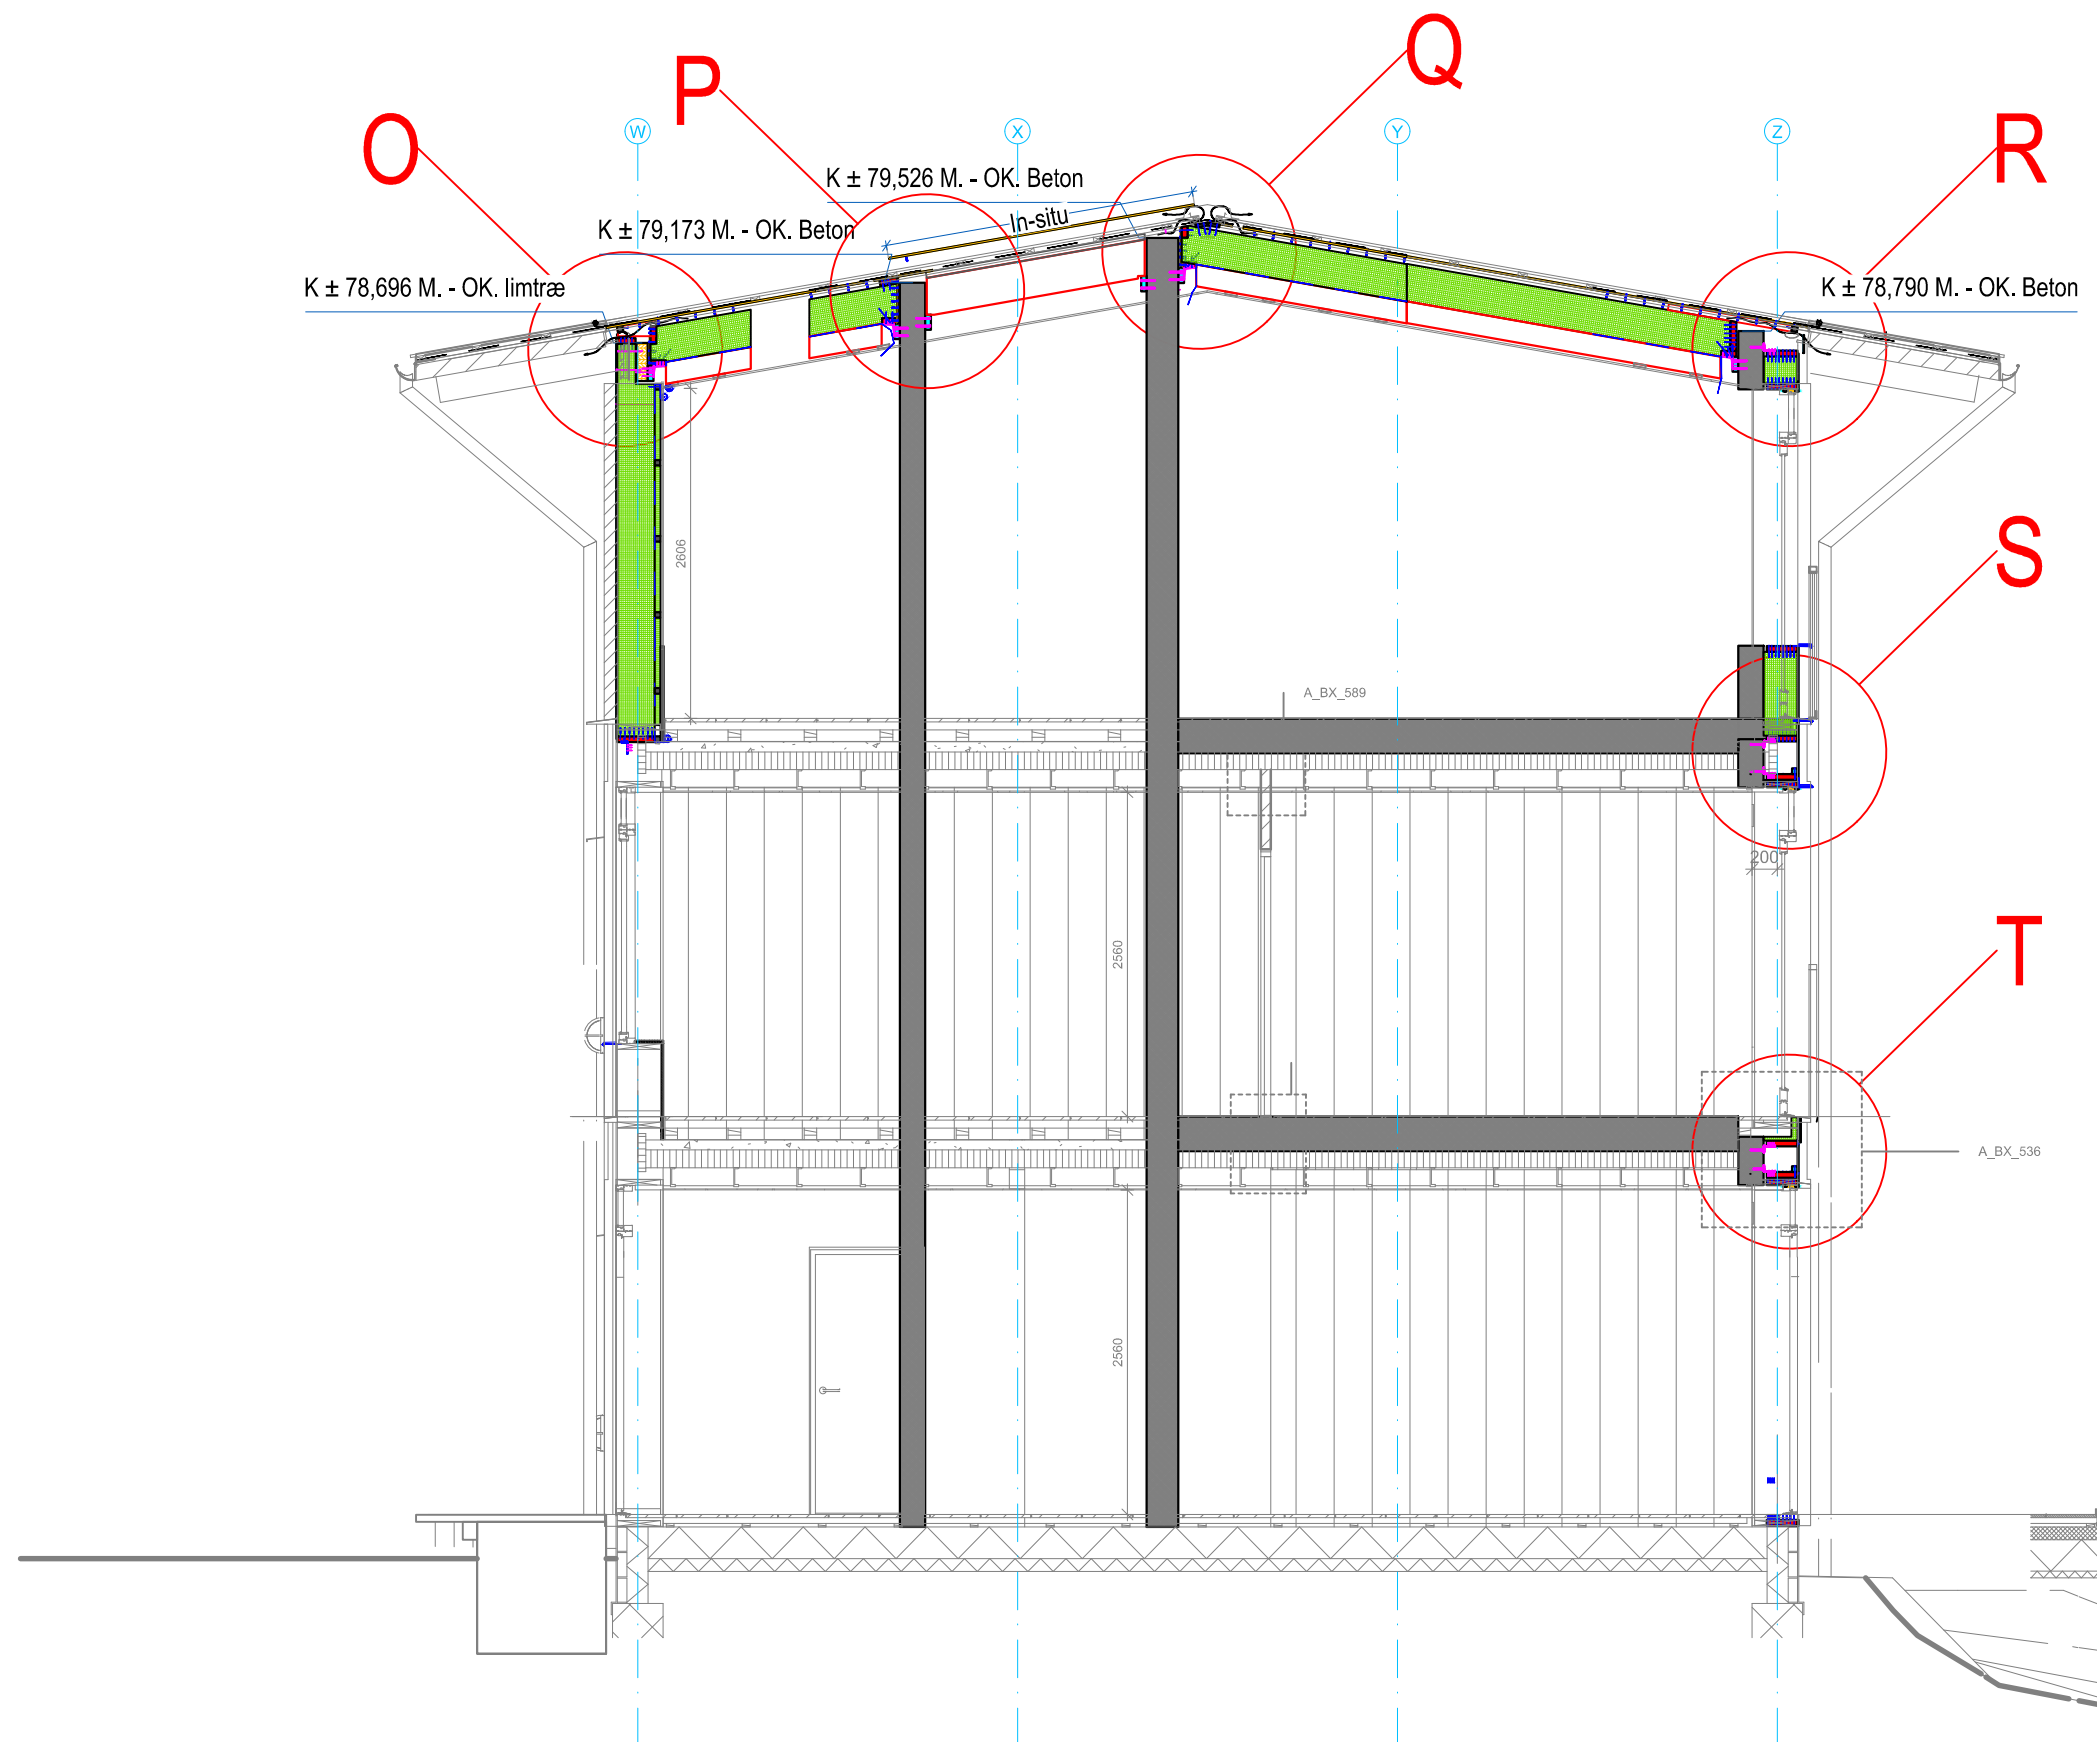 Q
P
O
R
W
X
Y
Z
K ± 79,526 M. - OK. Beton
In-situ
K ± 79,173 M. - OK. Beton
K ± 78,696 M. - OK. limtræ
K ± 78,790 M. - OK. Beton
2606
S
A_BX_589
200
T
2560
A_BX_536
2560